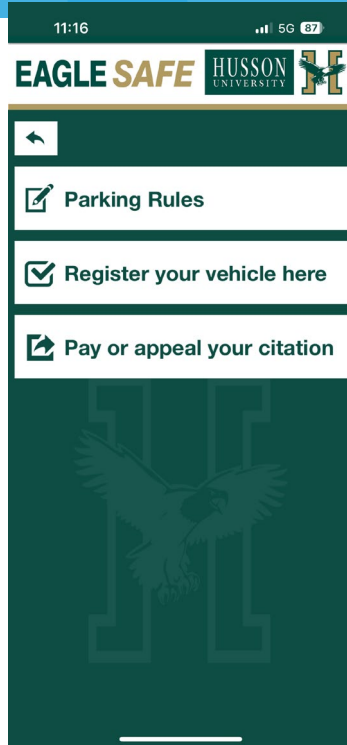 11:16 5G 87
EAGLE SAFE HUSSON
UNIVERSITY H
Parking Rules
Register your vehicle here
Pay or appeal your citation
H